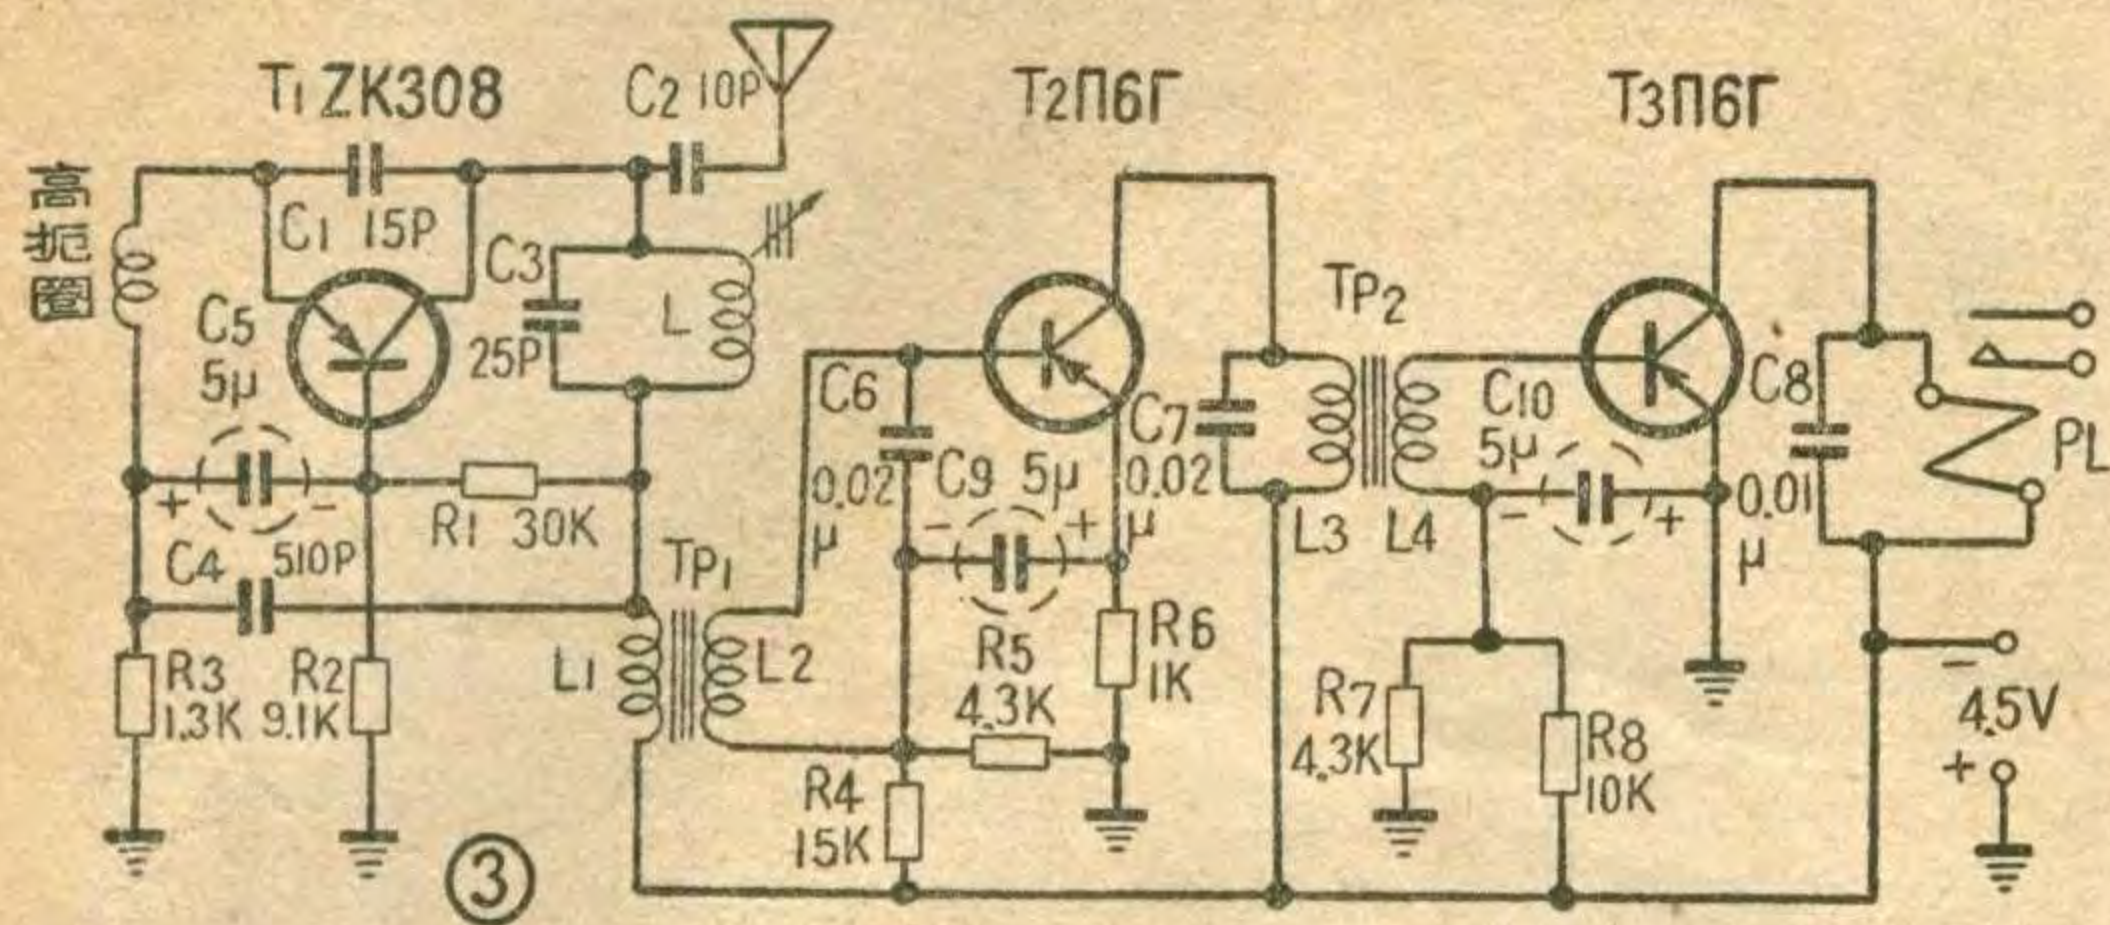 T1 ZK308
C2 10P
T2П6Г
T3П6Г
高扼圈
C1 15P
C3
25P
L
C5
5μ
+
-
R1 30K
C4 510P
R3
1.3K
R2
9.1K
TP1
L1
L2
C6
0.02
μ
C9 5μ
-
+
R5
4.3K
R4
15K
R6
1K
C7
0.02
μ
TP2
L3
L4
C10
5μ
-
+
R7
4.3K
R8
10K
C8
0.01
μ
PL
-
4.5V
+
③